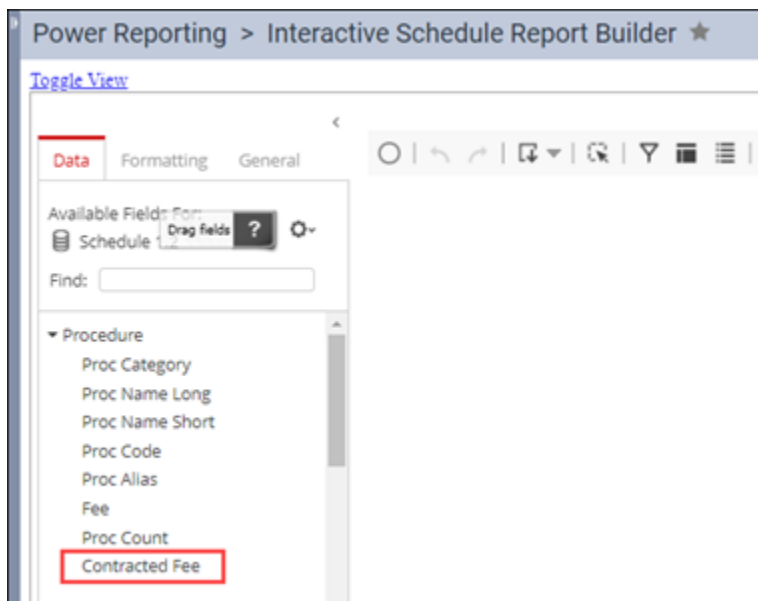 Power Reporting > Interactive Schedule Report Builder
Toggle View
Data Formatting General
Available Fields For:
Drag fields ?
Schedule 1.2
Find:
Procedure
Proc Category
Proc Name Long
Proc Name Short
Proc Code
Proc Alias
Fee
Proc Count
Contracted Fee